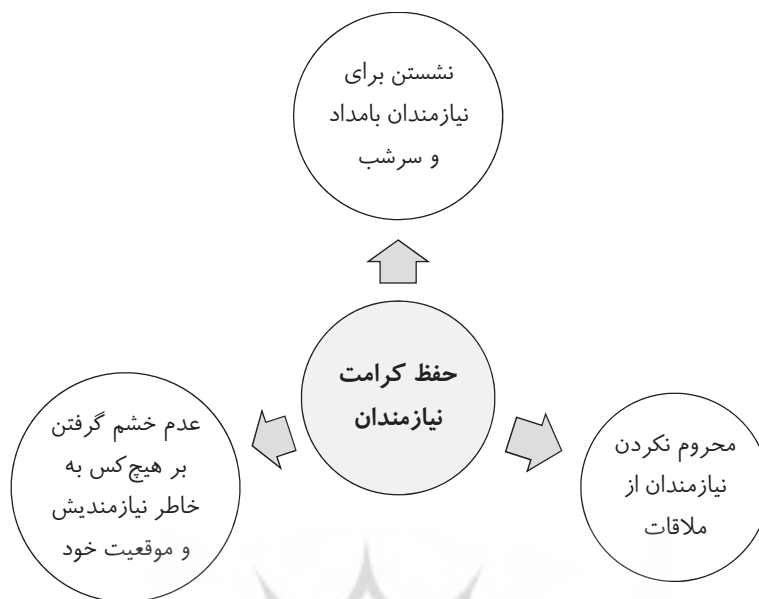 نشستن برای
نیازمندان بامداد
و سرشب
حفظ کرامت
نیازمندان
محروم نکردن
نیازمندان از
ملاقات
عدم خشم گرفتن
بر هیچ‌کس به
خاطر نیازمندیش
و موقعیت خود